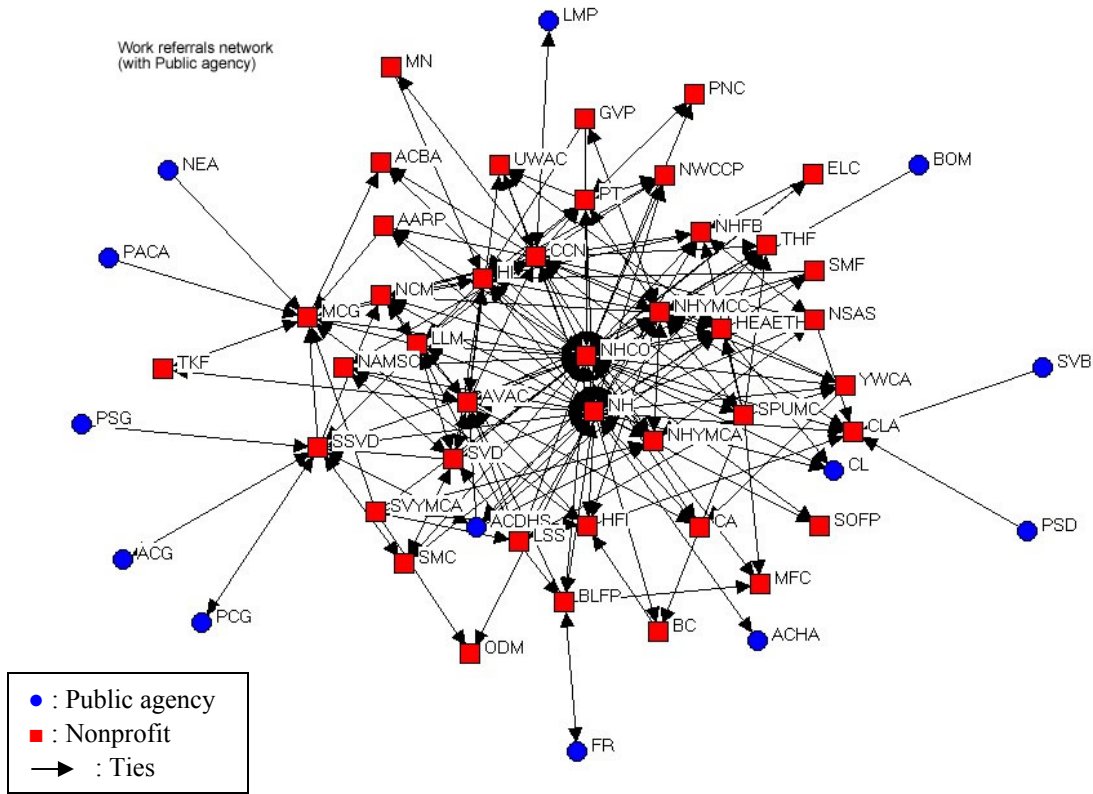 LMP
Work referrals network
(with Public agency)
MN
PNC
GVP
ACBA
UWAC
NWCCP
ELC
BOM
NEA
PT
AARP
NHFB
THF
CCN
PACA
SMF
NCM
MCG
NHYMCC
NSAS
HEAETH
LLM
NHCO
TKF
NAMSC
SVB
YWCA
AVAC
NH
SPUMC
PSG
CLA
SSVD
NHYMCA
SVD
CL
SVYMCA
ACDHS
HFI
CA
SOFP
PSD
LSS
ACG
SMC
MFC
BLFP
PCG
BC
ACHA
ODM
FR
: Public agency
: Nonprofit
: Ties